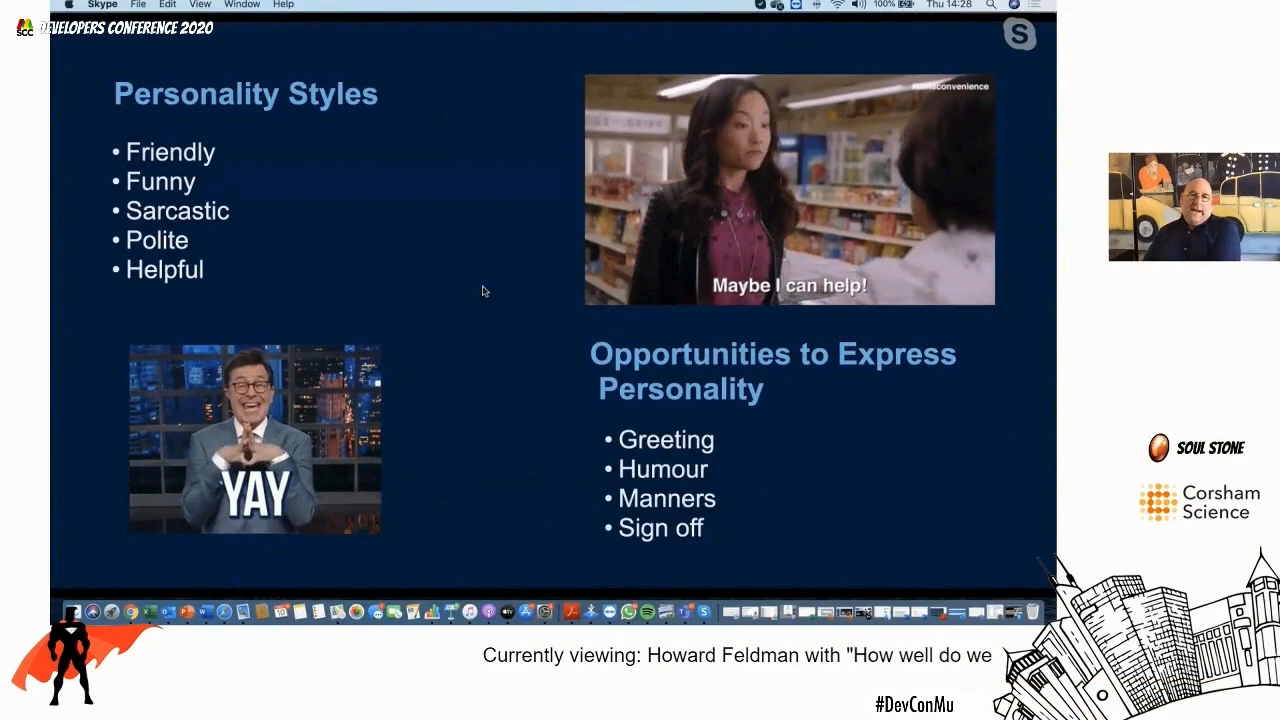 Skype File Edit View Window Help
100%
Thu 14:28
SCC DEVELOPERS CONFERENCE 2020
S
Personality Styles
• Friendly
• Funny
• Sarcastic
• Polite
• Helpful
Maybe I can help!
YAY
Opportunities to Express
Personality
• Greeting
• Humour
• Manners
• Sign off
SOUL STONE
Corsham
Science
Currently viewing: Howard Feldman with "How well do we
#DevConMu